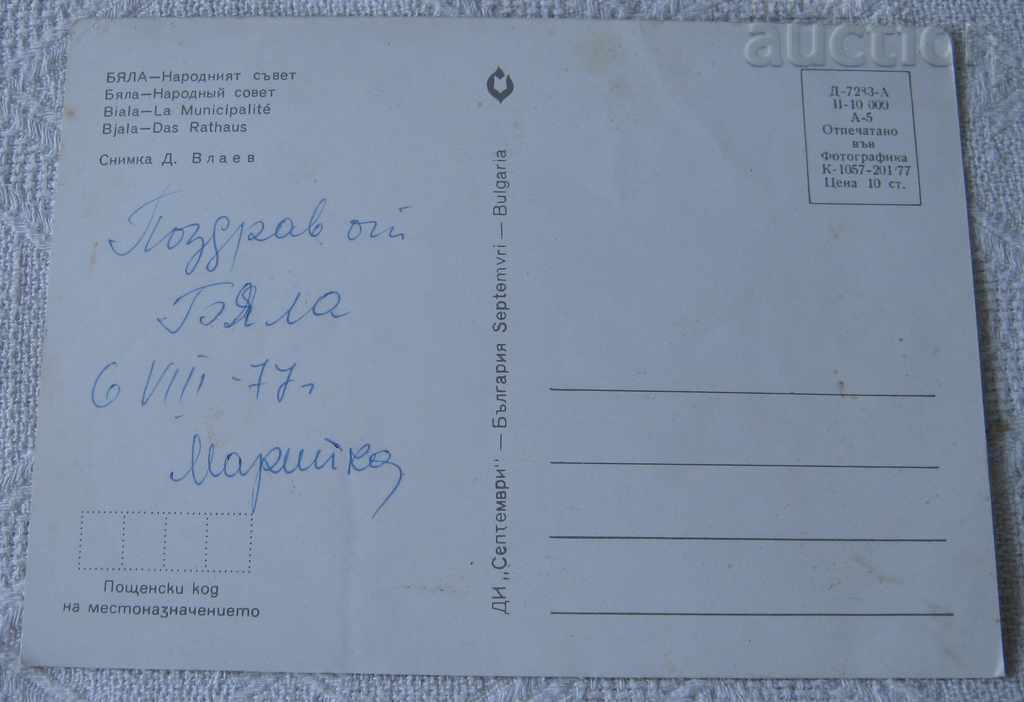 БЯЛА—Народният съвет
Бяла—Народный совет
Biala—La Municipalité
Bjala—Das Rathaus
Снимка Д. Влаев
Поздрав от
Бяла
6 VIII -77г
Марийка
Пощенски код
на местоназначението
ДИ „Септември" — България Septemvri — Bulgaria
auction
Д-7283-А
II-10 000
А-5
Отпечатано
във
Фотографика
К-1057-201'77
Цена 10 ст.